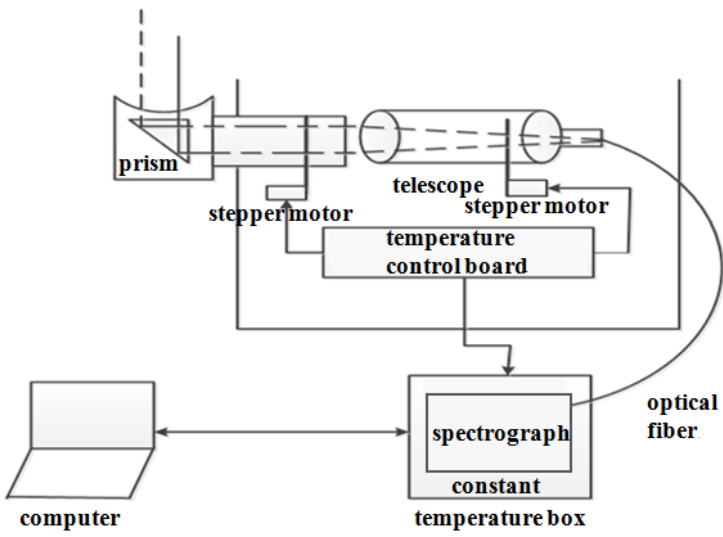 prism
telescope
stepper motor
stepper motor
temperature
control board
optical
fiber
spectrograph
constant
computer
temperature box